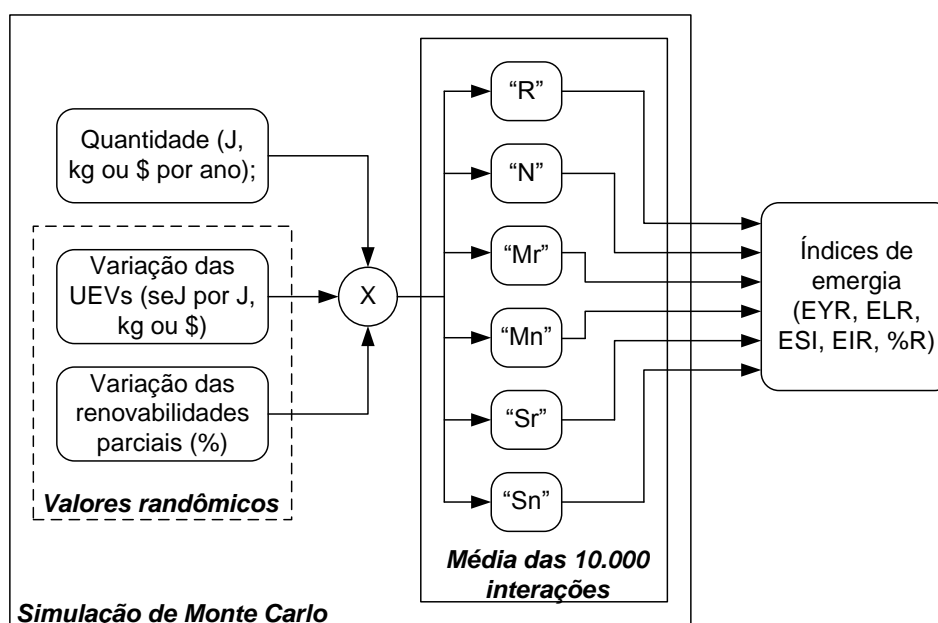 Quantidade (J,
kg ou $ por ano);
Variação das
UEVs (seJ por J,
kg ou $)
Variação das
renovabilidades
parciais (%)
Valores randômicos
X
“R”
“N”
“Mr”
“Mn”
“Sr”
“Sn”
Média das 10.000
interações
Índices de
emergia
(EYR, ELR,
ESI, EIR, %R)
Simulação de Monte Carlo